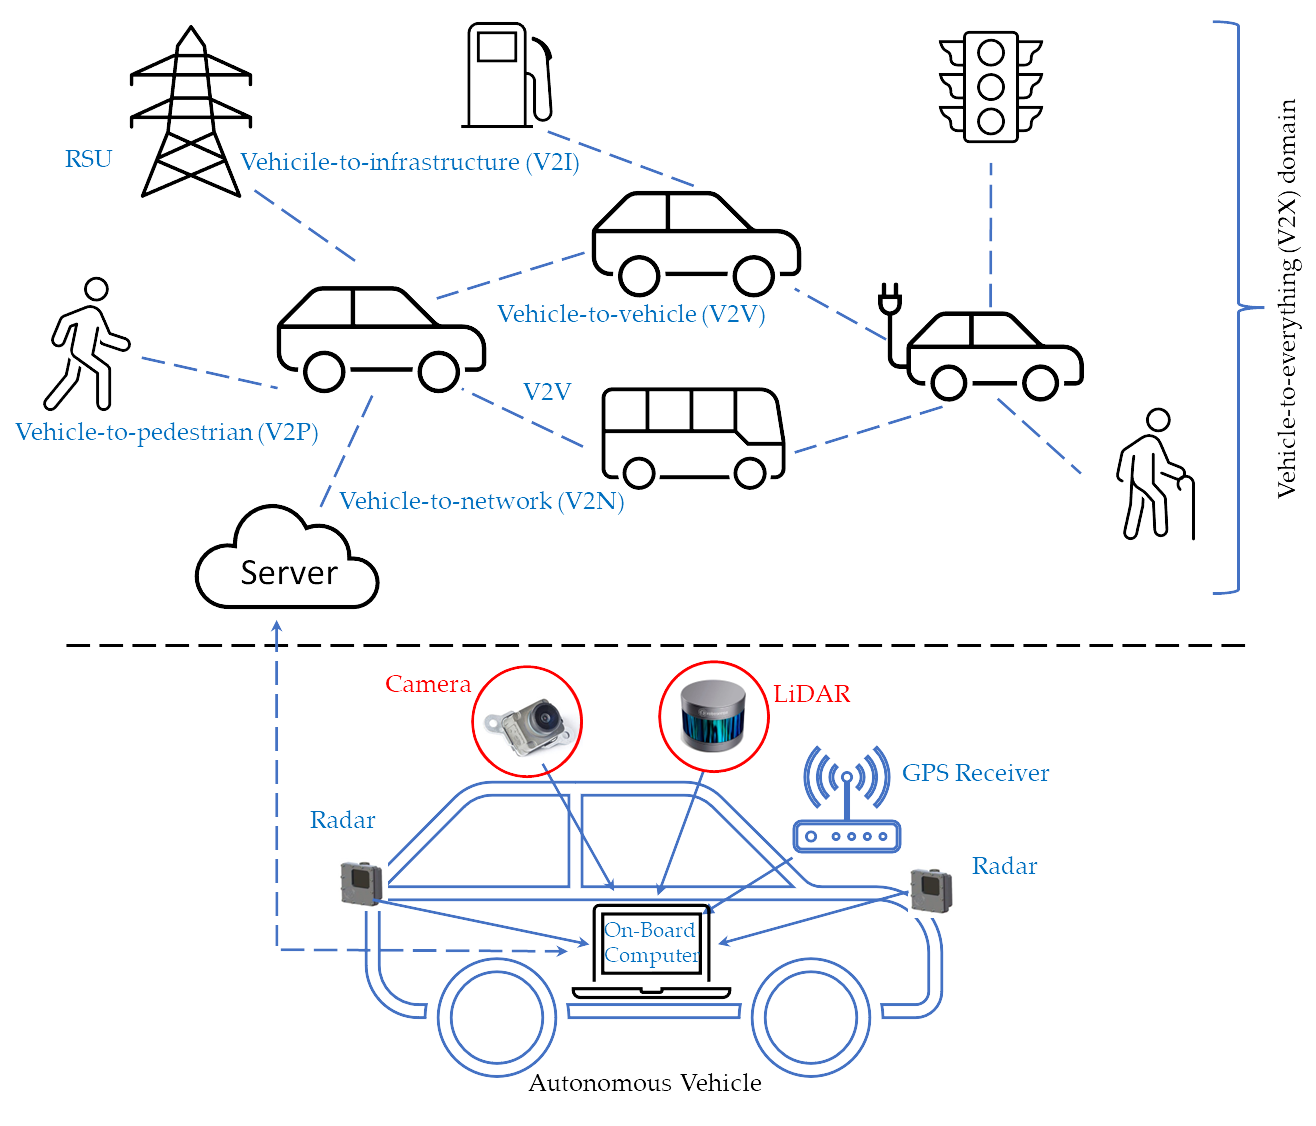 RSU
Vehicile-to-infrastructure (V2I)
Vehicle-to-everything (V2X) domain
Vehicle-to-vehicle (V2V)
V2V
Vehicle-to-pedestrian (V2P)
Vehicle-to-network (V2N)
Server
Camera
LiDAR
GPS Receiver
Radar
Radar
On-Board
Computer
Autonomous Vehicle